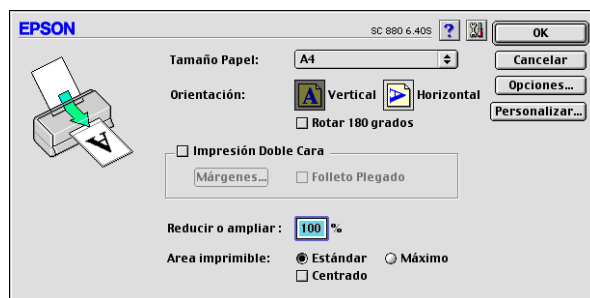 EPSON
SC 880 6.40S ? OK
Tamaño Papel: A4 Cancelar
Orientación: A Vertical A Horizontal Opciones...
Rotar 180 grados Personalizar...
Impresión Doble Cara
Márgenes... Folleto Plegado
Reducir o ampliar: 100 %
Area imprimible: Estándar Máximo
Centrado
A